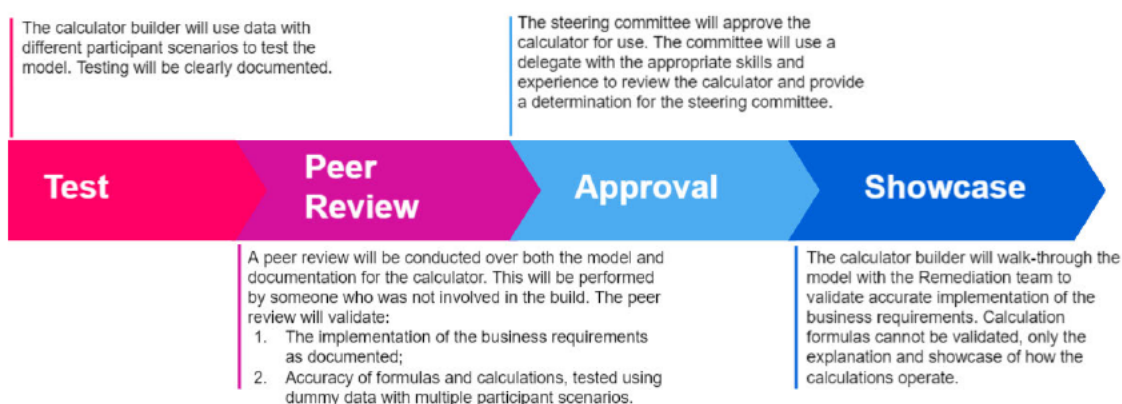 The calculator builder will use data with
different participant scenarios to test the
model. Testing will be clearly documented.
The steering committee will approve the
calculator for use. The committee will use a
delegate with the appropriate skills and
experience to review the calculator and provide
a determination for the steering committee.
Test
Peer
Review
Approval
Showcase
A peer review will be conducted over both the model and
documentation for the calculator. This will be performed
by someone who was not involved in the build. The peer
review will validate:
1. The implementation of the business requirements
as documented;
2. Accuracy of formulas and calculations, tested using
dummy data with multiple participant scenarios.
The calculator builder will walk-through the
model with the Remediation team to
validate accurate implementation of the
business requirements. Calculation
formulas cannot be validated, only the
explanation and showcase of how the
calculations operate.